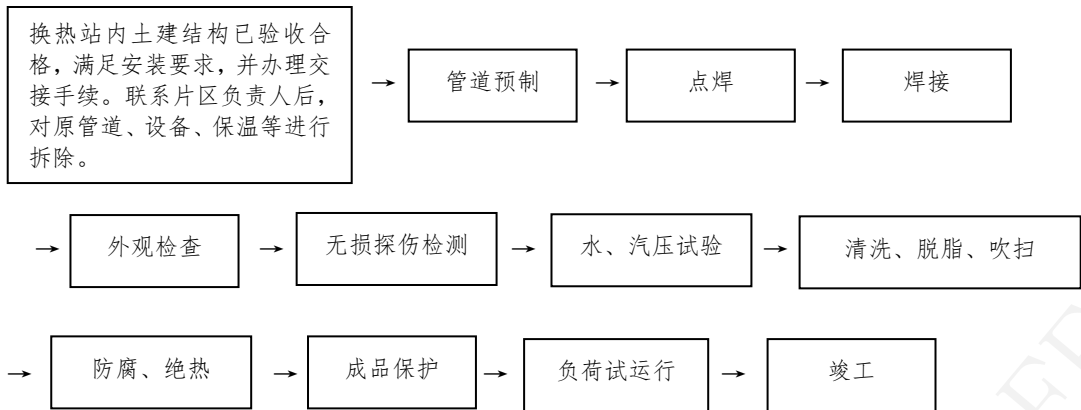 换热站内土建结构已验收合
格，满足安装要求，并办理交
接手续。联系片区负责人后，
对原管道、设备、保温等进行
拆除。
管道预制
点焊
焊接
外观检查
无损探伤检测
水、汽压试验
清洗、脱脂、吹扫
防腐、绝热
成品保护
负荷试运行
竣工